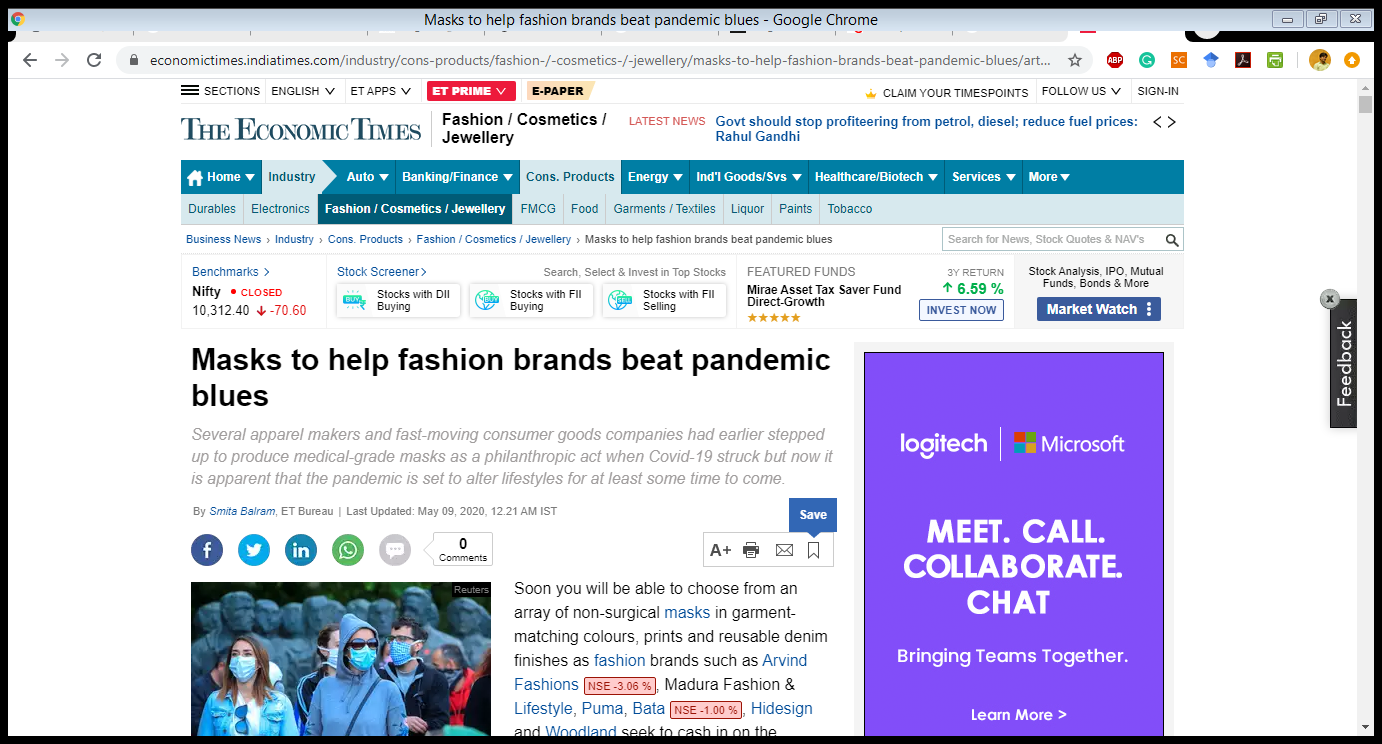 Masks to help fashion brands beat pandemic blues - Google Chrome
economictimes.indiatimes.com/industry/cons-products/fashion-/-cosmetics-/-jewellery/masks-to-help-fashion-brands-beat-pandemic-blues/art...
ABP
SC
SECTIONS ENGLISH ET APPS ET PRIME E-PAPER CLAIM YOUR TIMESPOINTS FOLLOW US SIGN-IN
THE ECONOMIC TIMES
Fashion / Cosmetics /
Jewellery
LATEST NEWS
Govt should stop profiteering from petrol, diesel; reduce fuel prices:
Rahul Gandhi
Home Industry Auto Banking/Finance Cons. Products Energy Ind'l Goods/Svs Healthcare/Biotech Services More
Durables Electronics Fashion / Cosmetics / Jewellery FMCG Food Garments / Textiles Liquor Paints Tobacco
Business News › Industry › Cons. Products › Fashion / Cosmetics / Jewellery › Masks to help fashion brands beat pandemic blues
Search for News, Stock Quotes & NAV's
Benchmarks >
Nifty • CLOSED
10,312.40 -70.60
Stock Screener>
Search, Select & Invest in Top Stocks
BUY
Stocks with DII
Buying
BUY
Stocks with FII
Buying
SELL
Stocks with FII
Selling
FEATURED FUNDS
Mirae Asset Tax Saver Fund
Direct-Growth
★★★★★
3Y RETURN
6.59 %
INVEST NOW
Stock Analysis, IPO, Mutual
Funds, Bonds & More
Market Watch
x
Feedback
Masks to help fashion brands beat pandemic
blues
Several apparel makers and fast-moving consumer goods companies had earlier stepped
up to produce medical-grade masks as a philanthropic act when Covid-19 struck but now it
is apparent that the pandemic is set to alter lifestyles for at least some time to come.
By Smita Balram, ET Bureau | Last Updated: May 09, 2020, 12.21 AM IST
Save
0
Comments
A+
Reuters
Soon you will be able to choose from an
array of non-surgical masks in garment-
matching colours, prints and reusable denim
finishes as fashion brands such as Arvind
Fashions NSE -3.06 %, Madura Fashion &
Lifestyle, Puma, Bata NSE -1.00 %, Hidesign
and Woodland seek to cash in on the
logitech | Microsoft
MEET. CALL.
COLLABORATE.
CHAT
Bringing Teams Together.
Learn More >